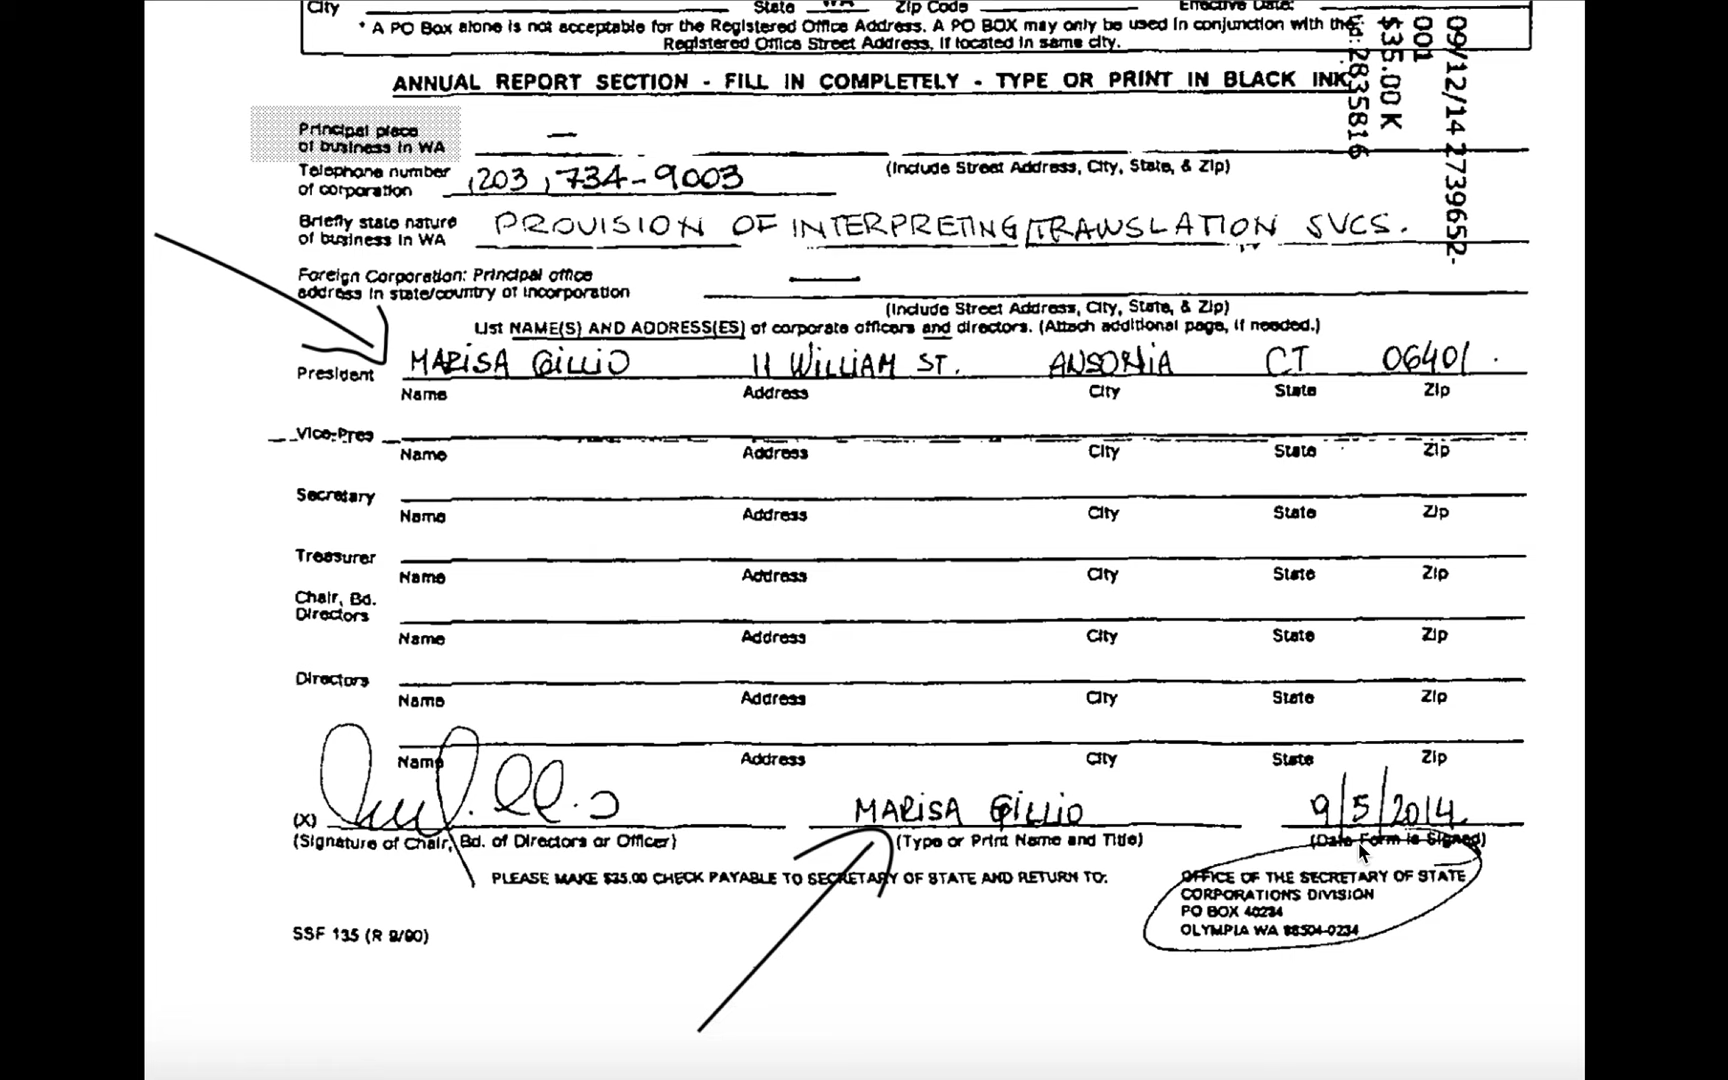 City State WA Zip Code Effective Date:
* A PO Box alone is not acceptable for the Registered Office Address. A PO BOX may only be used in conjunction with the
Registered Office Street Address, if located in same city.
ANNUAL REPORT SECTION - FILL IN COMPLETELY - TYPE OR PRINT IN BLACK INK
09/12/14 2739652-
001
$35.00 K
id: 2835816
Principal place
of business in WA —
(Include Street Address, City, State, & Zip)
Telephone number
of corporation (203) 734-9003
Briefly state nature
of business in WA PROVISION OF INTERPRETING/TRANSLATION SVCS.
Foreign Corporation: Principal office
address in state/country of incorporation —
(Include Street Address, City, State, & Zip)
List NAME(S) AND ADDRESS(ES) of corporate officers and directors. (Attach additional page, if needed.)
President MARISA GILLIO 11 WILLIAM ST. ANSONIA CT 06401
Name Address City State Zip
Vice-Pres
Name Address City State Zip
Secretary
Name Address City State Zip
Treasurer
Name Address City State Zip
Chair, Bd.
Directors
Name Address City State Zip
Directors
Name Address City State Zip
Name Address City State Zip
(X) MARISA GILLIO 9/5/2014
(Signature of Chair, Bd. of Directors or Officer) (Type or Print Name and Title) (Date Form is Signed)
PLEASE MAKE $35.00 CHECK PAYABLE TO SECRETARY OF STATE AND RETURN TO:
OFFICE OF THE SECRETARY OF STATE
CORPORATIONS DIVISION
PO BOX 40234
OLYMPIA WA 98504-0234
SSF 135 (R 9/90)